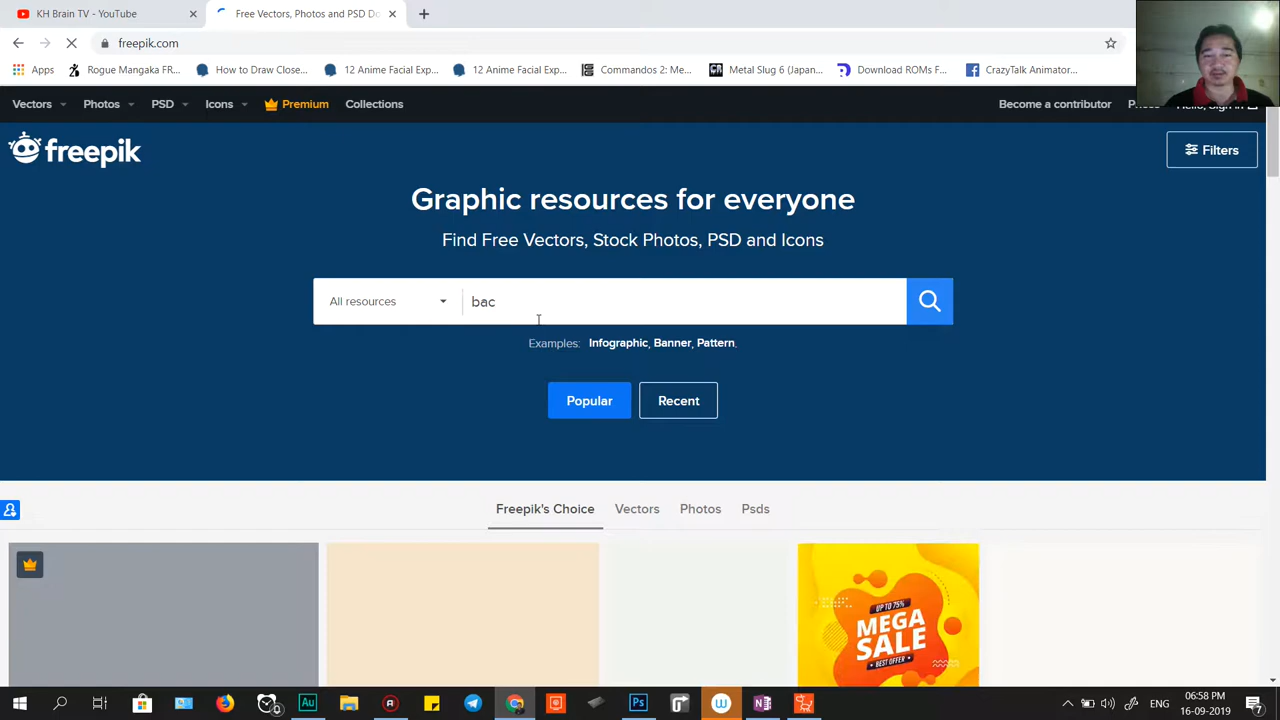 KH Brain TV - YouTube
Free Vectors, Photos and PSD Do
freepik.com
Apps
Rogue Mangaka FR...
How to Draw Close...
12 Anime Facial Exp...
12 Anime Facial Exp...
Commandos 2: Me...
Metal Slug 6 (Japan...
Download ROMs F...
CrazyTalk Animator...
Vectors
Photos
PSD
Icons
Premium
Collections
Become a contributor
freepik
Filters
Graphic resources for everyone
Find Free Vectors, Stock Photos, PSD and Icons
All resources
bac
Examples: Infographic, Banner, Pattern.
Popular
Recent
Freepik's Choice
Vectors
Photos
Psds
UP TO 75%
MEGA
SALE
BEST OFFER
Au
Ps
W
N
ENG
06:58 PM
16-09-2019
7